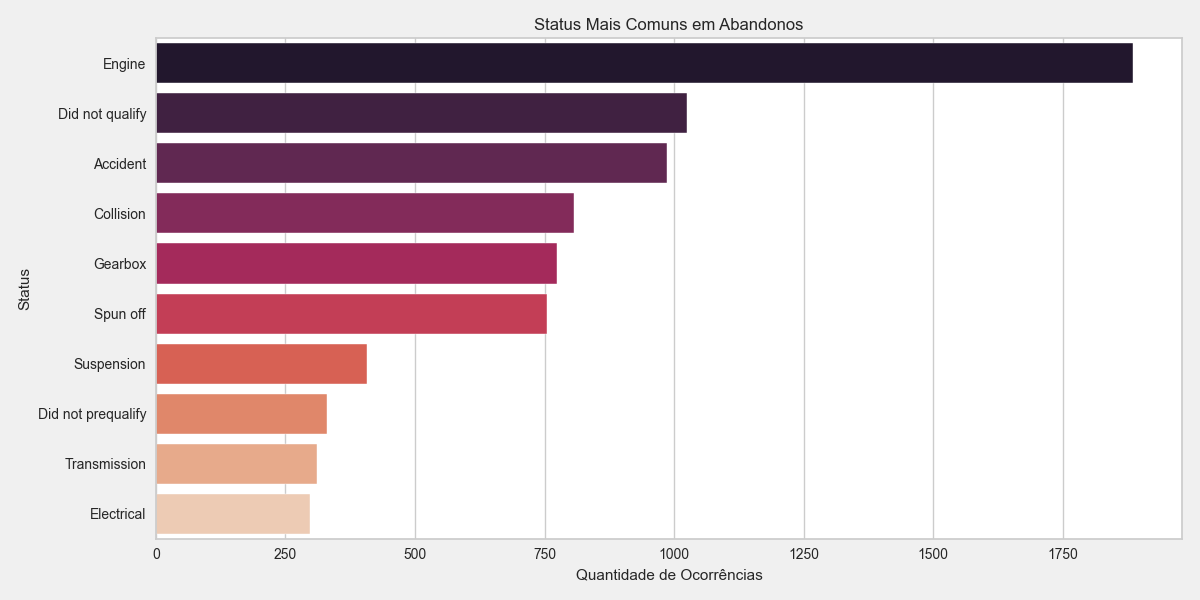 Status Mais Comuns em Abandonos
Status
Engine
Did not qualify
Accident
Collision
Gearbox
Spun off
Suspension
Did not prequalify
Transmission
Electrical
0 250 500 750 1000 1250 1500 1750
Quantidade de Ocorrências